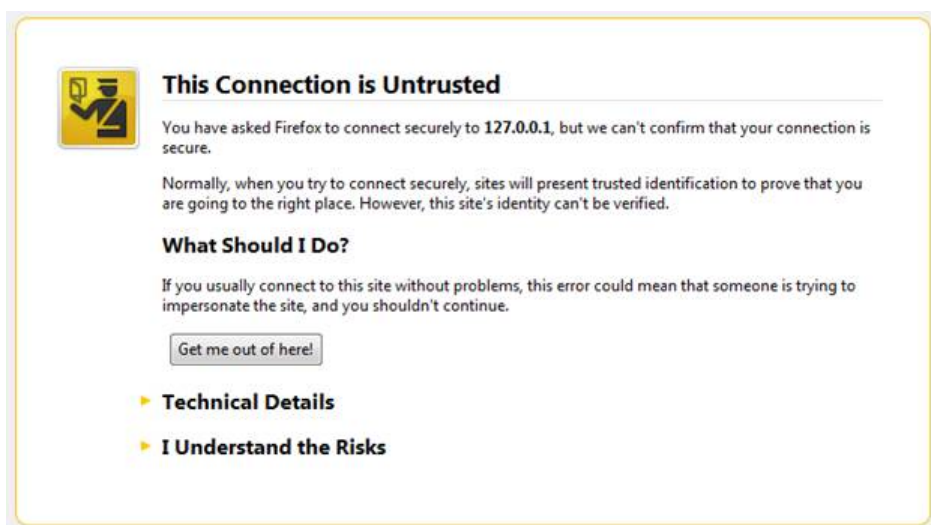 This Connection is Untrusted
You have asked Firefox to connect securely to 127.0.0.1, but we can't confirm that your connection is
secure.
Normally, when you try to connect securely, sites will present trusted identification to prove that you
are going to the right place. However, this site's identity can't be verified.
What Should I Do?
If you usually connect to this site without problems, this error could mean that someone is trying to
impersonate the site, and you shouldn't continue.
Get me out of here!
Technical Details
I Understand the Risks